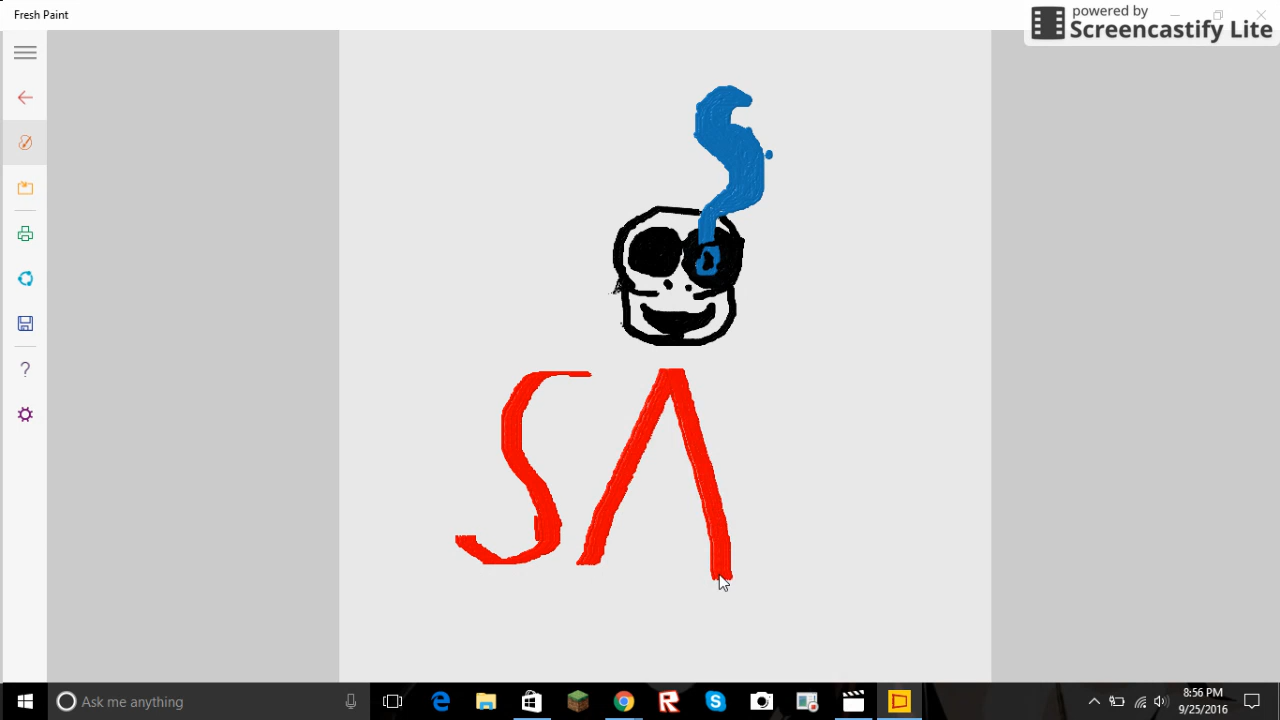 Fresh Paint
powered by
Screencastify Lite
SA
?
Ask me anything
8:56 PM
9/25/2016